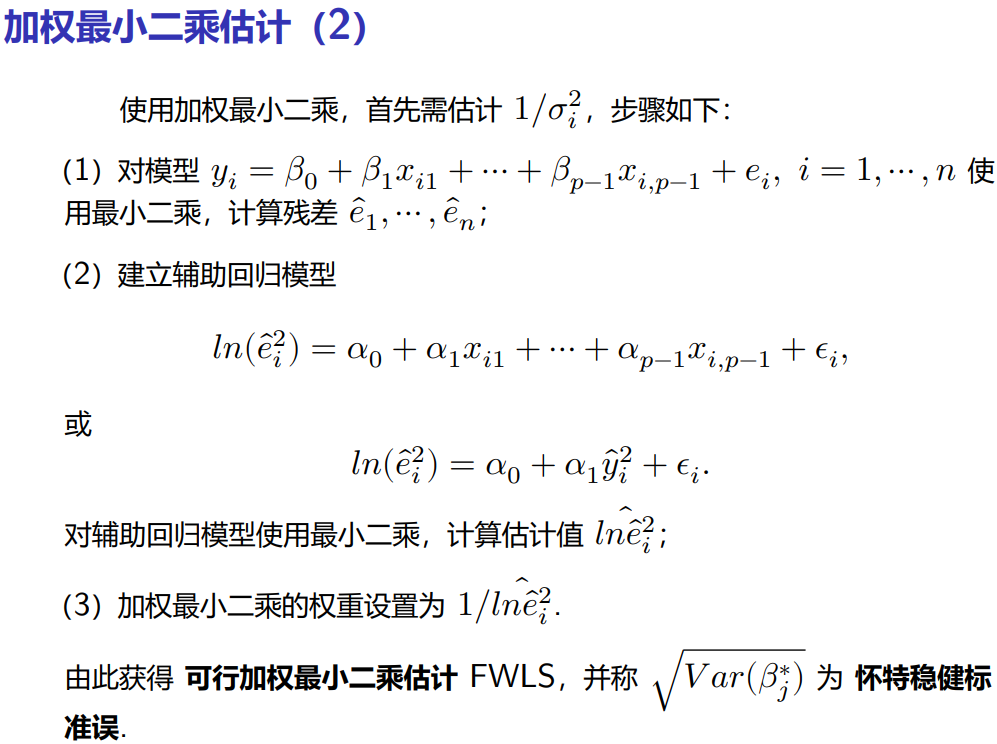 加权最小二乘估计（2）
使用加权最小二乘，首先需估计 $1/\sigma_i^2$，步骤如下：
（1）对模型 $y_i = \beta_0 + \beta_1 x_{i1} + \cdots + \beta_{p-1} x_{i,p-1} + e_i,\ i = 1, \cdots, n$ 使
用最小二乘，计算残差 $\hat{e}_1, \cdots, \hat{e}_n$；
（2）建立辅助回归模型
$ln(\hat{e}_i^2) = \alpha_0 + \alpha_1 x_{i1} + \cdots + \alpha_{p-1} x_{i,p-1} + \epsilon_i,$
或
$ln(\hat{e}_i^2) = \alpha_0 + \alpha_1 \hat{y}_i^2 + \epsilon_i.$
对辅助回归模型使用最小二乘，计算估计值 $\hat{ln\hat{e}_i^2}$；
（3）加权最小二乘的权重设置为 $1/\hat{ln\hat{e}_i^2}$.
由此获得 可行加权最小二乘估计 FWLS，并称 $\sqrt{Var(\beta_j^*)}$ 为 怀特稳健标
准误.